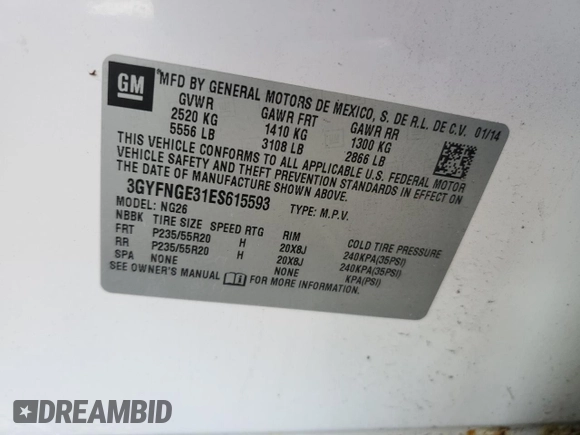 GM
MFD BY GENERAL MOTORS DE MEXICO, S. DE R.L. DE C.V. 01/14
GVWR GAWR FRT GAWR RR
2520 KG 1410 KG 1300 KG
5556 LB 3108 LB 2866 LB
THIS VEHICLE CONFORMS TO ALL APPLICABLE U.S. FEDERAL MOTOR
VEHICLE SAFETY AND THEFT PREVENTION STANDARDS IN EFFECT ON
THE DATE OF MANUFACTURE SHOWN ABOVE.
3GYFNGE31ES615593 TYPE: M.P.V.
MODEL: NG26
NBBK TIRE SIZE SPEED RTG RIM COLD TIRE PRESSURE
FRT P235/55R20 H 20X8J 240KPA(35PSI)
RR P235/55R20 H 20X8J 240KPA(35PSI)
SPA NONE NONE KPA(PSI)
SEE OWNER'S MANUAL FOR MORE INFORMATION.
DREAMBID